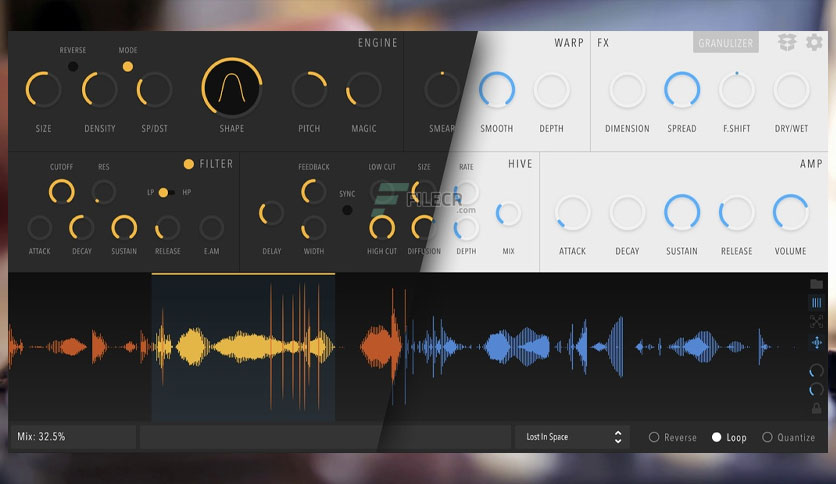 REVERSE
MODE
ENGINE
WARP
FX
GRANULIZER
SIZE
DENSITY
SP/DST
SHAPE
PITCH
MAGIC
SMEAR
SMOOTH
DEPTH
DIMENSION
SPREAD
F.SHIFT
DRY/WET
CUTOFF
RES
FILTER
FEEDBACK
LOW CUT
SIZE
RATE
HIVE
AMP
LP
HP
SYNC
FILECR
.com
ATTACK
DECAY
SUSTAIN
RELEASE
E.AM
DELAY
WIDTH
HIGH CUT
DIFFUSION
DEPTH
MIX
ATTACK
DECAY
SUSTAIN
RELEASE
VOLUME
Mix: 32.5%
Lost In Space
Reverse
Loop
Quantize